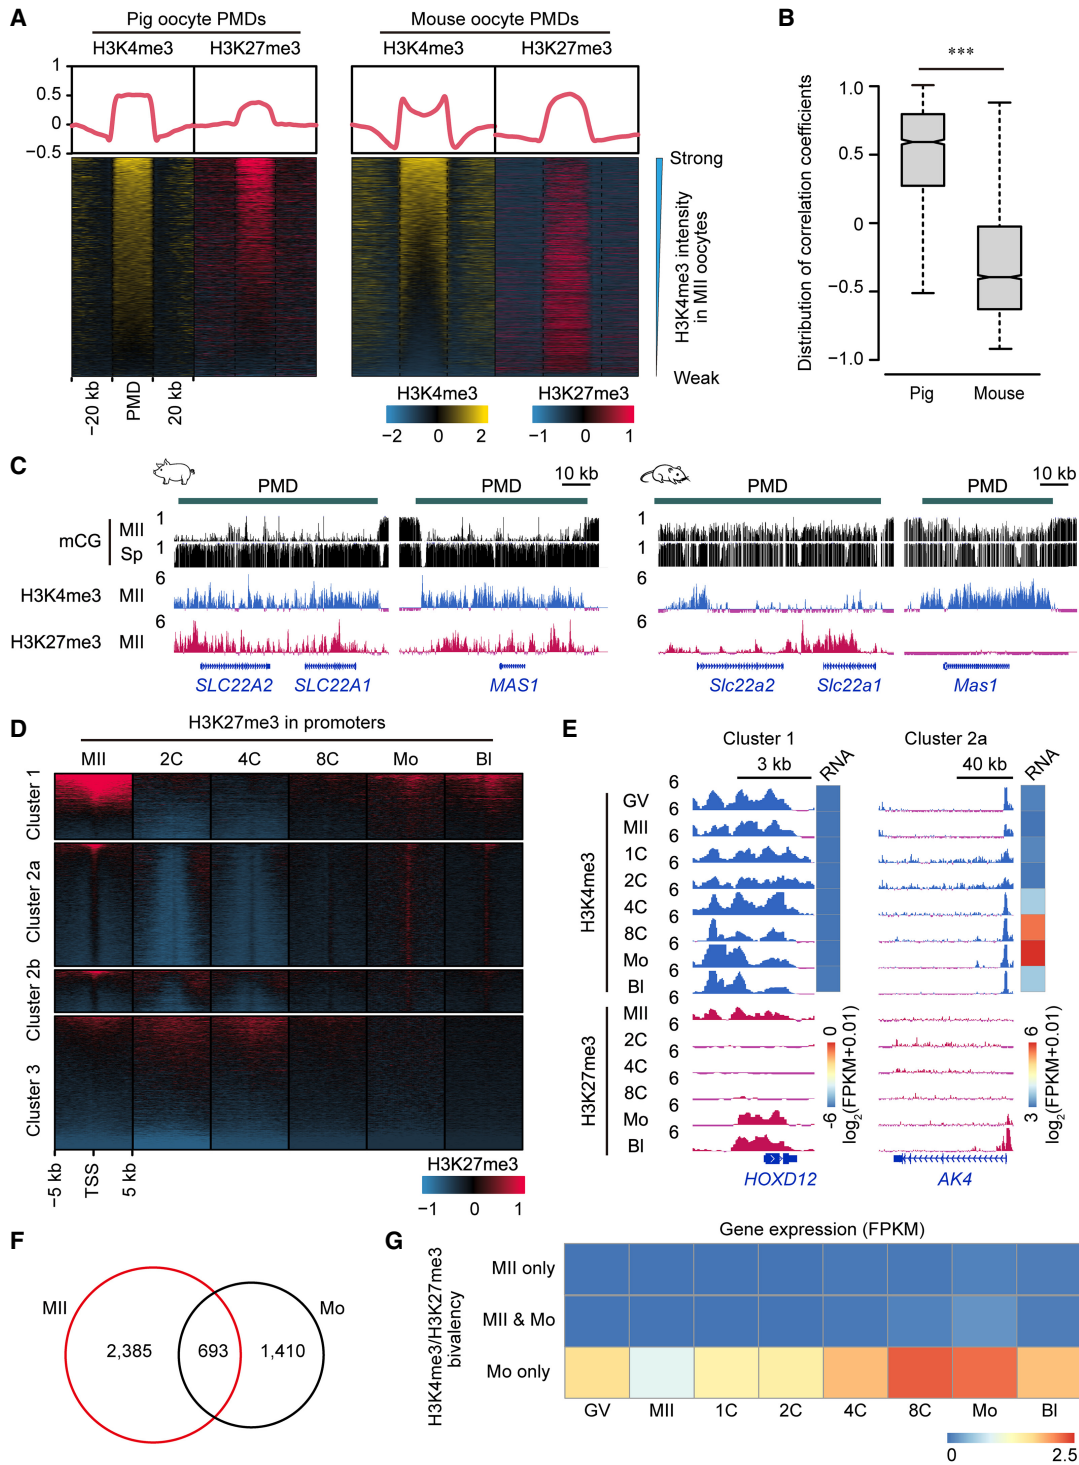 A
Pig oocyte PMDs
Mouse oocyte PMDs
H3K4me3 H3K27me3
H3K4me3 H3K27me3
1
0.5
0
−0.5
Strong
H3K4me3 intensity
in MII oocytes
Weak
−20 kb
PMD
20 kb
H3K4me3
−2 0 2
H3K27me3
−1 0 1
B
***
Distribution of correlation coefficients
1.0
0.5
0
−0.5
−1.0
Pig Mouse
C
PMD PMD 10 kb
PMD PMD 10 kb
mCG
MII
Sp
1
1
1
1
H3K4me3 MII
6
6
H3K27me3 MII
6
6
SLC22A2 SLC22A1 MAS1
Slc22a2 Slc22a1 Mas1
D
H3K27me3 in promoters
MII 2C 4C 8C Mo Bl
Cluster 1
Cluster 2a
Cluster 2b
Cluster 3
−5 kb
TSS
5 kb
H3K27me3
−1 0 1
E
Cluster 1
Cluster 2a
3 kb
RNA
40 kb
RNA
H3K4me3
6
GV
6
MII
6
1C
6
2C
6
4C
6
8C
6
Mo
6
Bl
H3K27me3
6
MII
6
2C
6
4C
6
8C
6
Mo
6
Bl
−6 0
log2(FPKM+0.01)
3 6
log2(FPKM+0.01)
HOXD12
AK4
F
MII
Mo
2,385 693 1,410
G
Gene expression (FPKM)
H3K4me3/H3K27me3
bivalency
MII only
MII & Mo
Mo only
GV MII 1C 2C 4C 8C Mo Bl
0 2.5